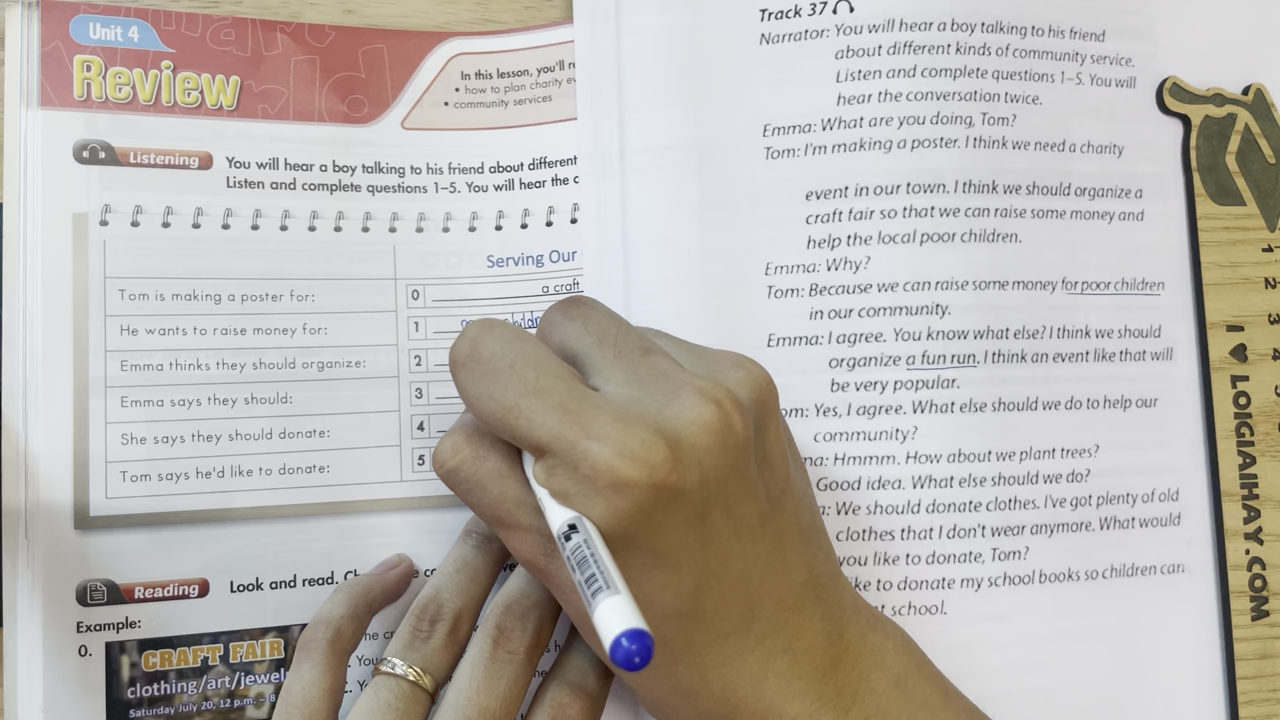 Unit 4
Review
In this lesson, you'll
• how to plan charity
• community services
Listening
You will hear a boy talking to his friend about different
Listen and complete questions 1–5. You will hear the
Serving Our
Tom is making a poster for:
0 a craft
He wants to raise money for:
1
Emma thinks they should organize:
2
Emma says they should:
3
She says they should donate:
4
Tom says he'd like to donate:
5
Reading
Look and read.
Example:
0.
CRAFT FAIR
clothing/art/jewel
Saturday July 20, 12 p.m. – 8
Track 37
Narrator: You will hear a boy talking to his friend
about different kinds of community service.
Listen and complete questions 1–5. You will
hear the conversation twice.
Emma: What are you doing, Tom?
Tom: I'm making a poster. I think we need a charity
event in our town. I think we should organize a
craft fair so that we can raise some money and
help the local poor children.
Emma: Why?
Tom: Because we can raise some money for poor children
in our community.
Emma: I agree. You know what else? I think we should
organize a fun run. I think an event like that will
be very popular.
om: Yes, I agree. What else should we do to help our
community?
na: Hmmm. How about we plant trees?
Good idea. What else should we do?
a: We should donate clothes. I've got plenty of old
clothes that I don't wear anymore. What would
you like to donate, Tom?
ike to donate my school books so children can
school.
1
2
3
4
I ♥ LOIGIAIHAY.COM